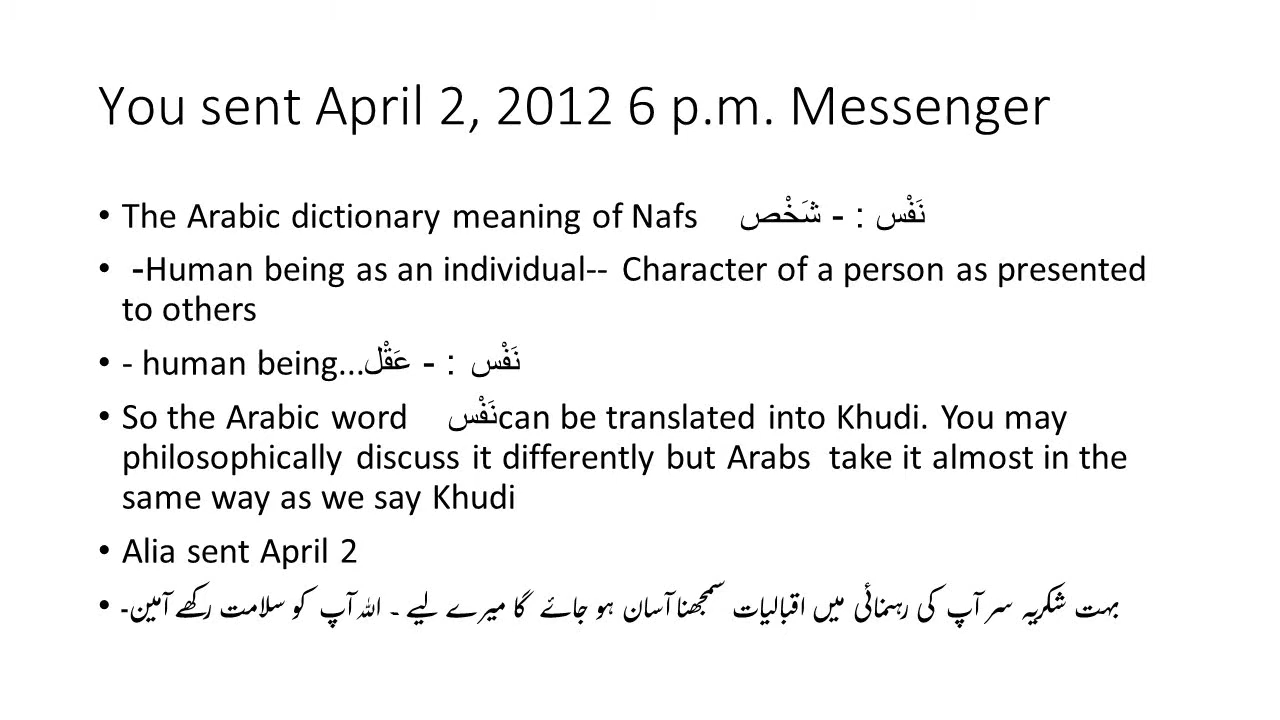 You sent April 2, 2012 6 p.m. Messenger
• The Arabic dictionary meaning of Nafs نَفْس : - شَخْص
• -Human being as an individual-- Character of a person as presented
to others
• - human being...نَفْس : - عَقْل
• So the Arabic word نَفْس can be translated into Khudi. You may
philosophically discuss it differently but Arabs take it almost in the
same way as we say Khudi
• Alia sent April 2
• بہت شکریہ سر آپ کی رہنمائی میں اقبالیات سمجھنا آسان ہو جائے گا میرے لیے ۔ اللہ آپ کو سلامت رکھے آمین-